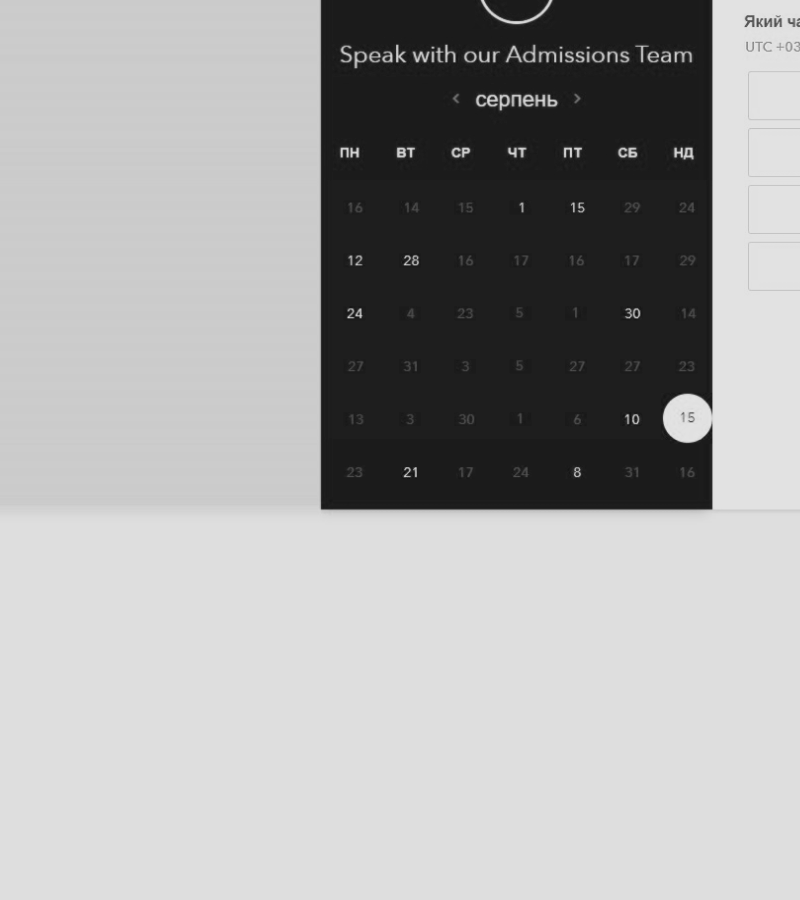 Який
UTC +03
Speak with our Admissions Team
‹ серпень ›
ПН ВТ СР ЧТ ПТ СБ НД
16 14 15 1 15 29 24
12 28 16 17 16 17 29
24 4 23 5 1 30 14
27 31 3 5 27 27 23
13 3 30 1 6 10 15
23 21 17 24 8 31 16